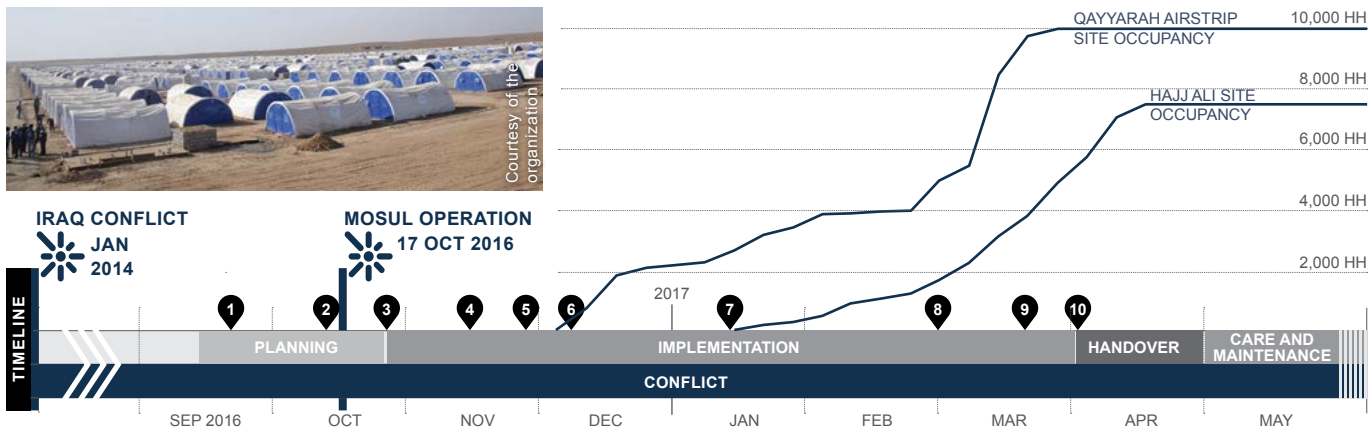 Courtesy of the
organization
QAYYARAH AIRSTRIP
SITE OCCUPANCY
10,000 HH
8,000 HH
HAJJ ALI SITE
OCCUPANCY
6,000 HH
4,000 HH
2,000 HH
IRAQ CONFLICT
JAN
2014
MOSUL OPERATION
17 OCT 2016
2017
TIMELINE
1
2
3
4
5
6
7
8
9
10
PLANNING
IMPLEMENTATION
HANDOVER
CARE AND
MAINTENANCE
CONFLICT
SEP 2016
OCT
NOV
DEC
JAN
FEB
MAR
APR
MAY